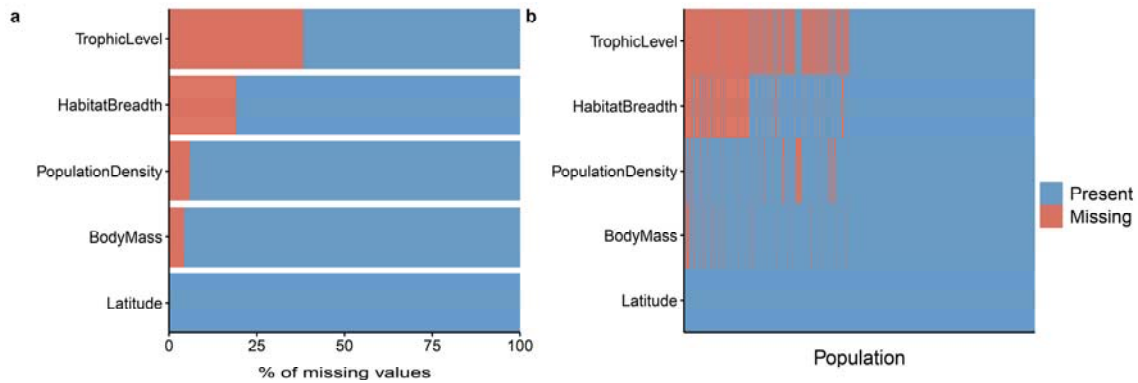 a
TrophicLevel
HabitatBreadth
PopulationDensity
BodyMass
Latitude
0 25 50 75 100
% of missing values
b
TrophicLevel
HabitatBreadth
PopulationDensity
BodyMass
Latitude
Population
Present
Missing